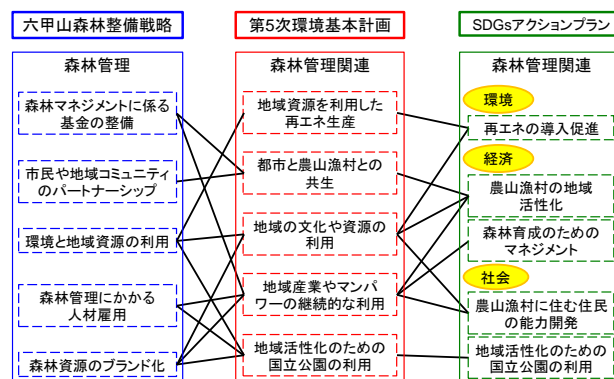 六甲山森林整備戦略
第5次環境基本計画
SDGsアクションプラン
森林管理
森林マネジメントに係る
基金の整備
市民や地域コミュニティ
のパートナーシップ
環境と地域資源の利用
森林管理にかかる
人材雇用
森林資源のブランド化
森林管理関連
地域資源を利用した
再エネ生産
都市と農山漁村との
共生
地域の文化や資源の
利用
地域産業やマンパ
ワーの継続的な利用
地域活性化のための
国立公園の利用
森林管理関連
環境
再エネの導入促進
経済
農山漁村の地域
活性化
森林育成のための
マネジメント
社会
農山漁村に住む住民
の能力開発
地域活性化のための
国立公園の利用